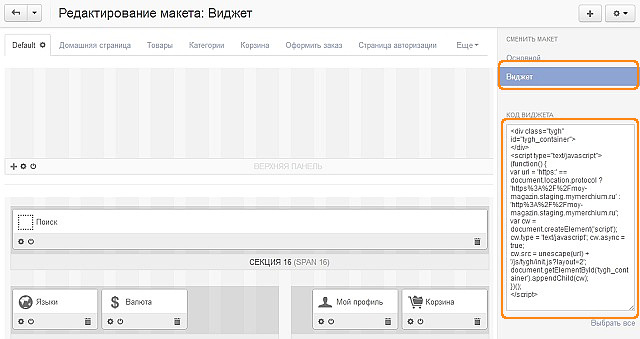 Редактирование макета: Виджет
Default
Домашняя страница
Товары
Категории
Корзина
Оформить заказ
Страница авторизации
Еще
СМЕНИТЬ МАКЕТ
Основной
Виджет
КОД ВИДЖЕТА
<div class="tygh"
id="tygh_container">
</div>
<script type="text/javascript">
(function() {
var url = 'https:' ==
document.location.protocol ?
'https%3A%2F%2Fmoy-
magazin.staging.mymerchium.ru' :
'http%3A%2F%2Fmoy-
magazin.staging.mymerchium.ru';
var cw =
document.createElement('script');
cw.type = 'text/javascript'; cw.async =
true;
cw.src = unescape(url) +
'/js/tygh/init.js?layout=2';
document.getElementById('tygh_cont
ainer').appendChild(cw);
})();
</script>
Выбрать все
ВЕРХНЯЯ ПАНЕЛЬ
Поиск
СЕКЦИЯ 16 (SPAN 16)
Языки
Валюта
Мой профиль
Корзина